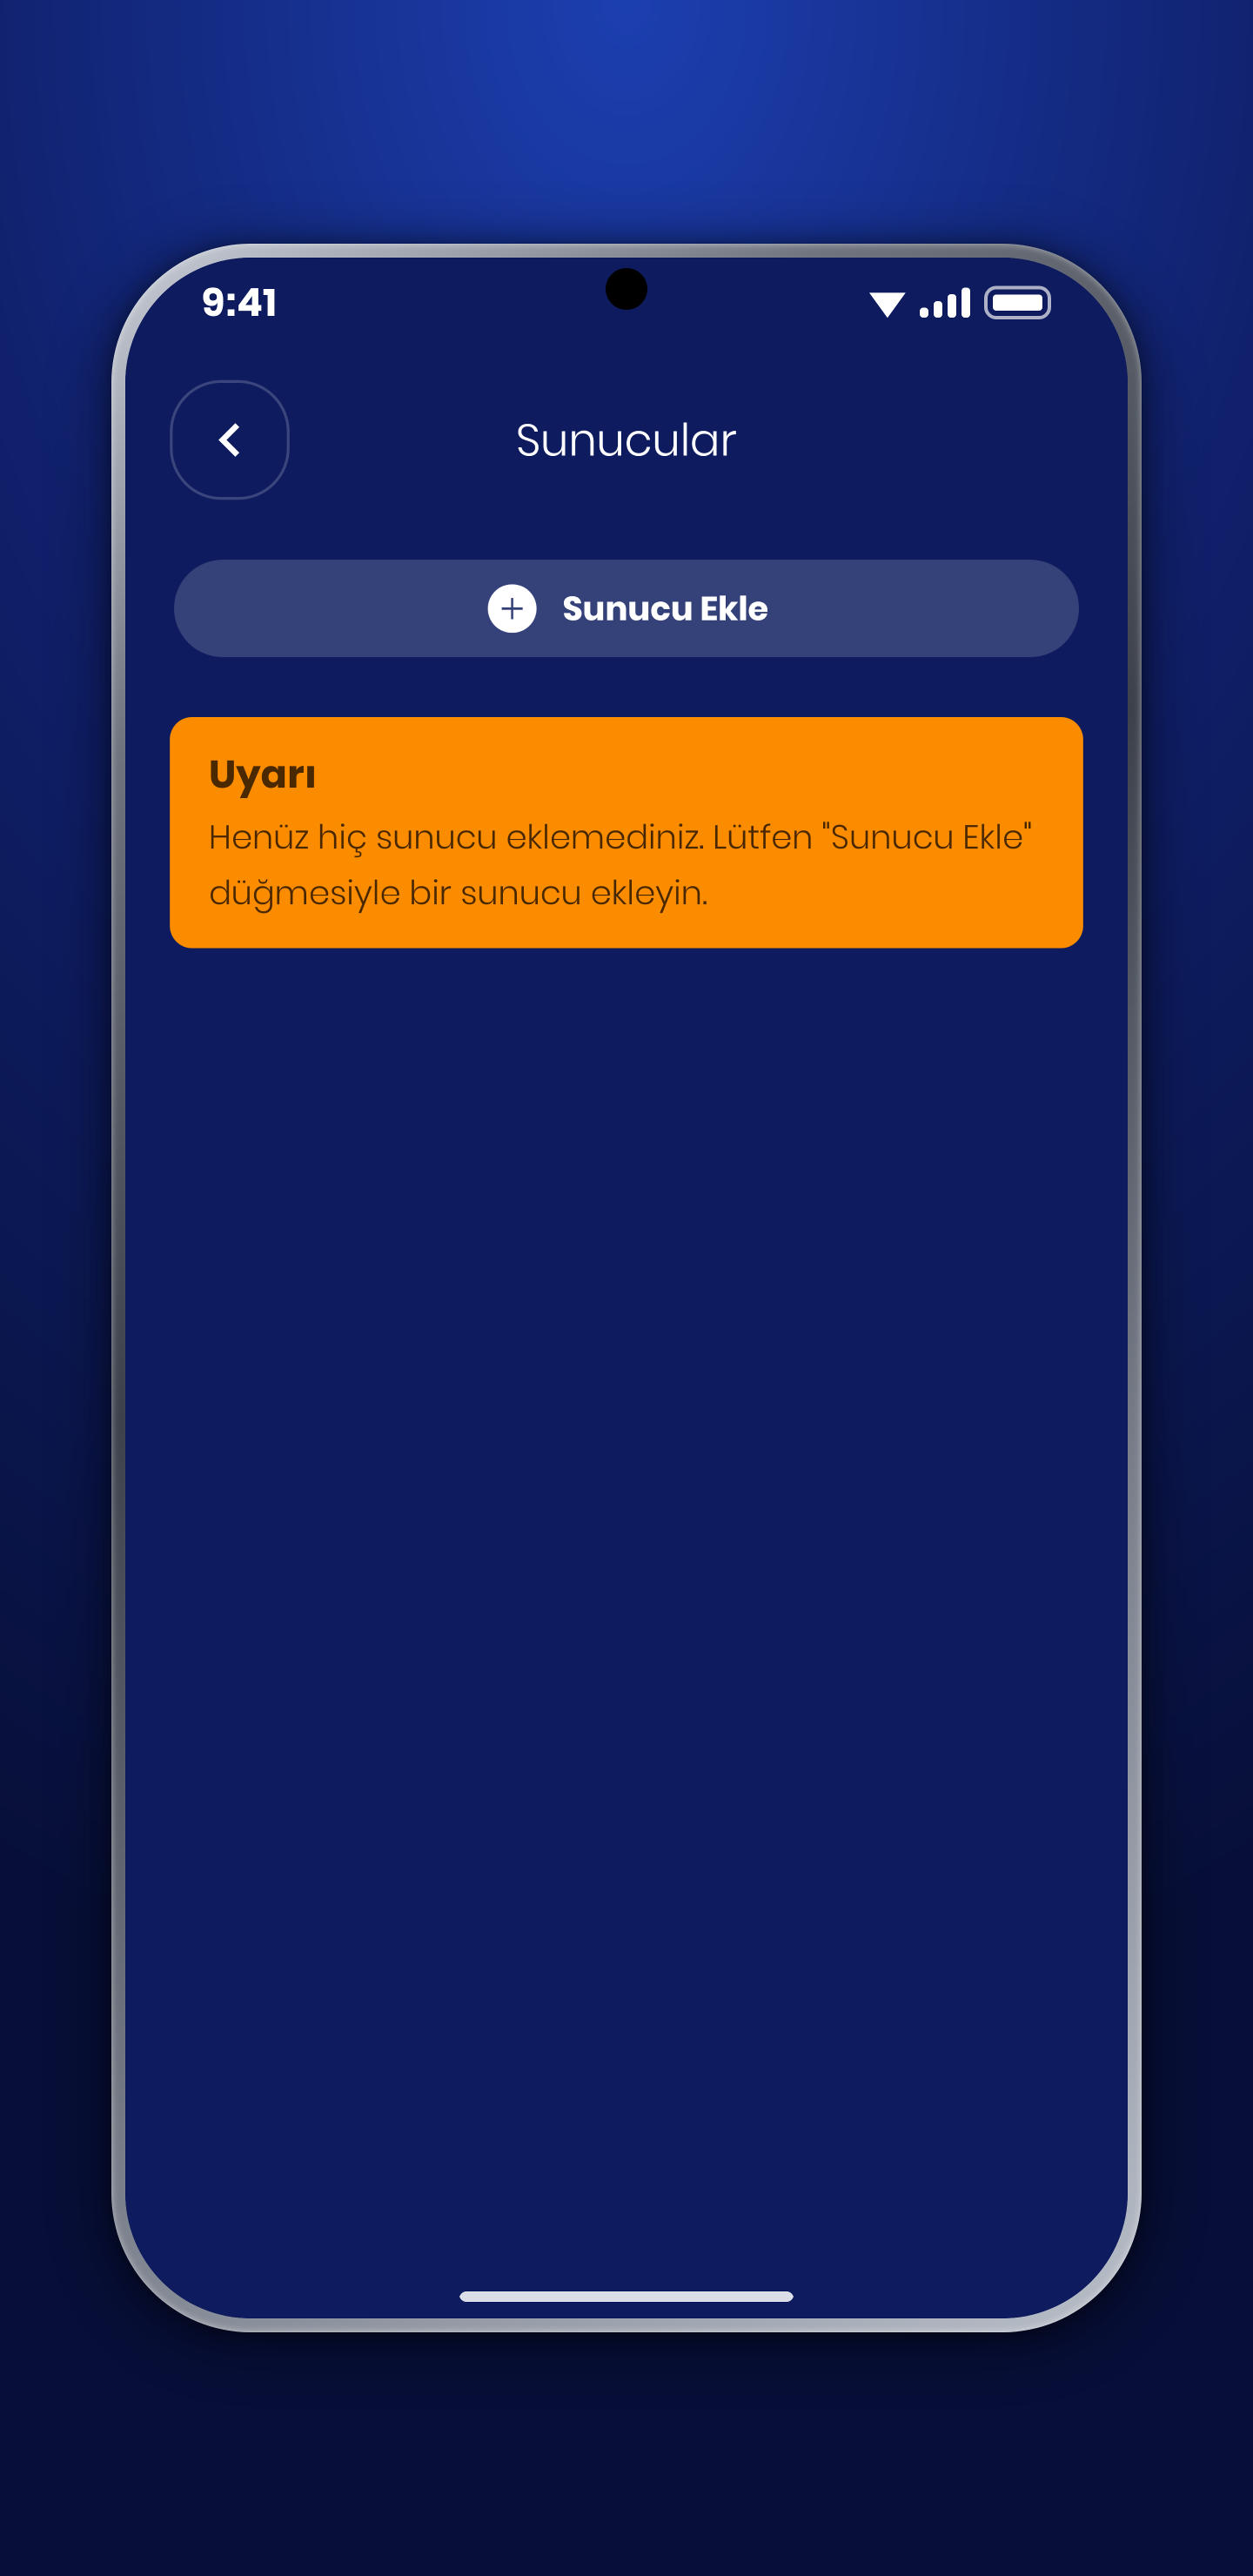 9:41
Sunucular
Sunucu Ekle
Uyarı
Henüz hiç sunucu eklemediniz. Lütfen "Sunucu Ekle"
düğmesiyle bir sunucu ekleyin.